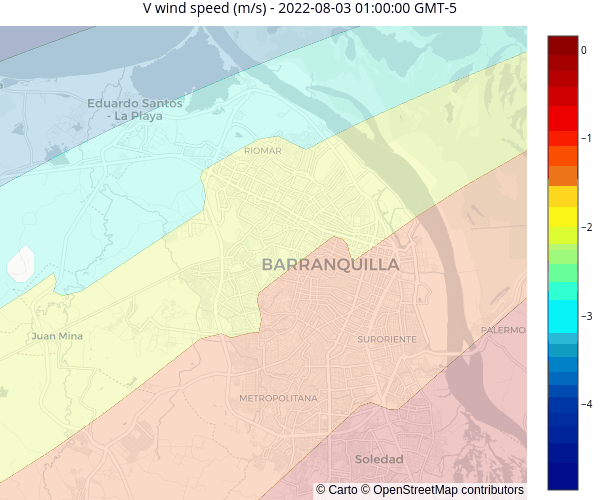 V wind speed (m/s) - 2022-08-03 01:00:00 GMT-5
0
Eduardo Santos
- La Playa
−1
RIOMAR
−2
BARRANQUILLA
−3
PALERMO
Juan Mina
SURORIENTE
METROPOLITANA
−4
Soledad
© Carto © OpenStreetMap contributors